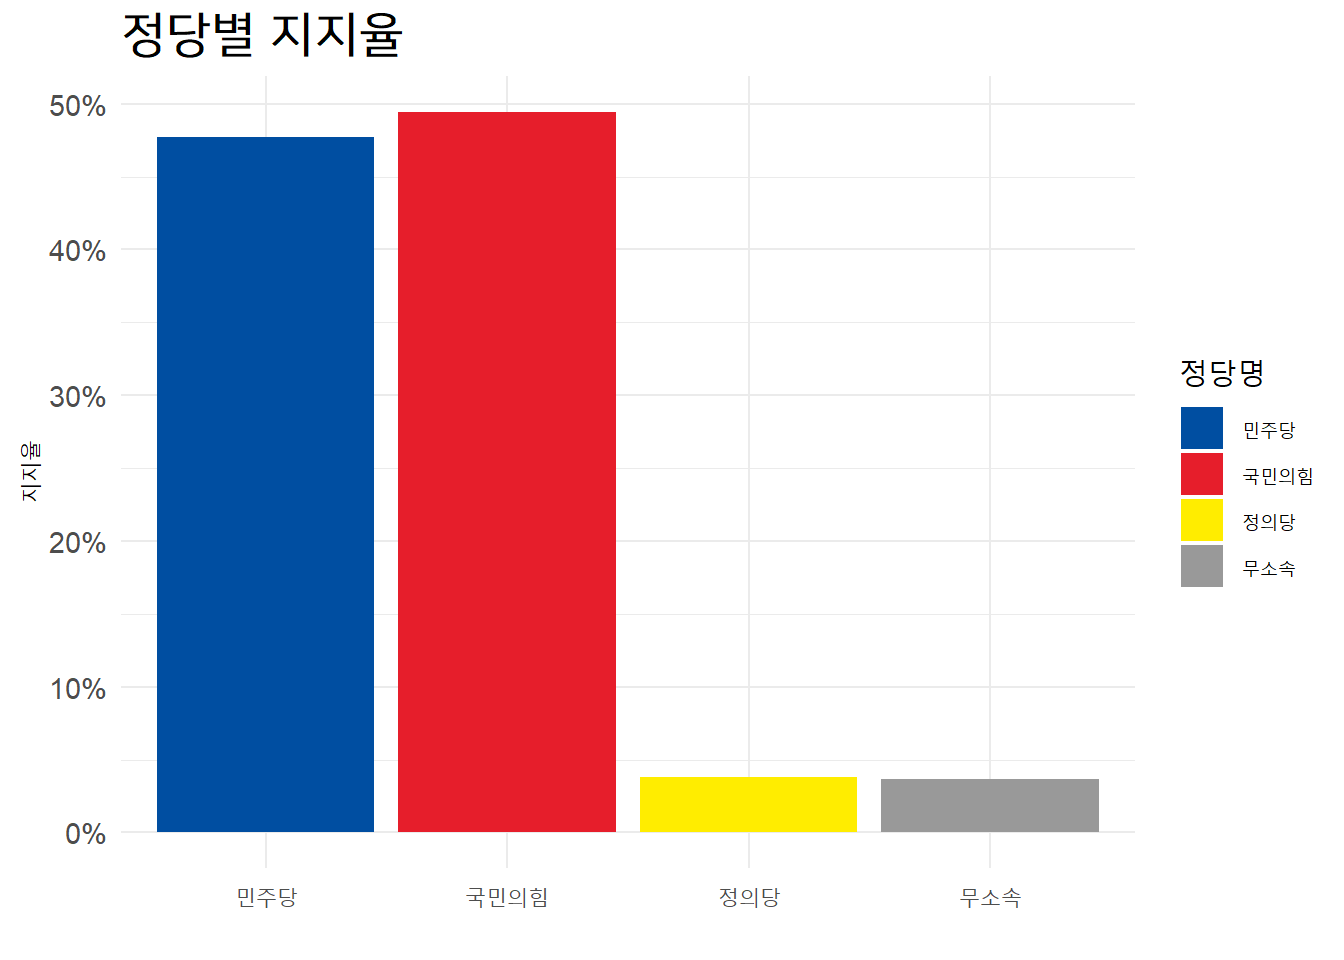 정당별 지지율
50%
40%
30%
20%
10%
0%
지지율
민주당
국민의힘
정의당
무소속
정당명
민주당
국민의힘
정의당
무소속